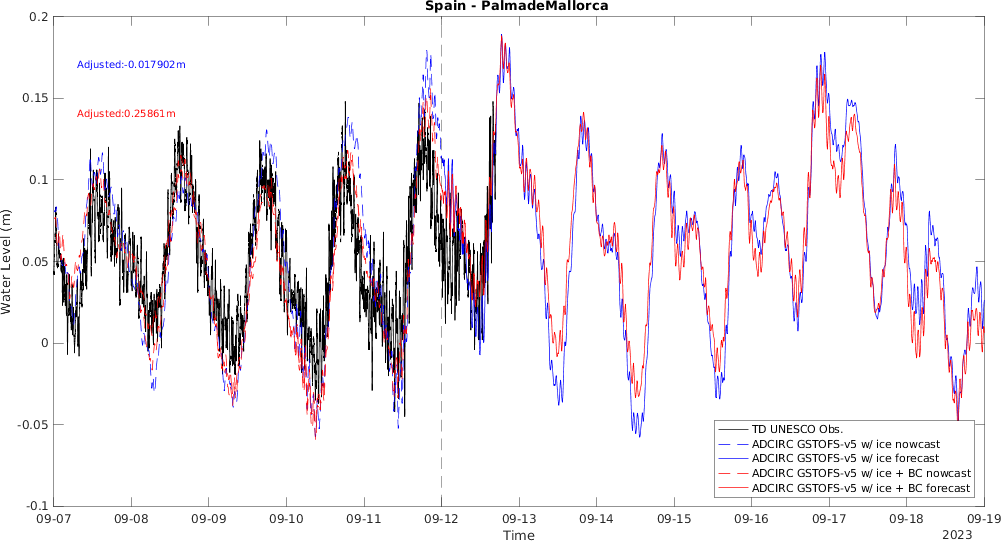 Spain - PalmadeMallorca
Adjusted:-0.017902m
Adjusted:0.25861m
Water Level (m)
0.2
0.15
0.1
0.05
0
-0.05
-0.1
TD UNESCO Obs.
ADCIRC GSTOFS-v5 w/ ice nowcast
ADCIRC GSTOFS-v5 w/ ice forecast
ADCIRC GSTOFS-v5 w/ ice + BC nowcast
ADCIRC GSTOFS-v5 w/ ice + BC forecast
09-07 09-08 09-09 09-10 09-11 09-12 09-13 09-14 09-15 09-16 09-17 09-18 09-19
Time
2023